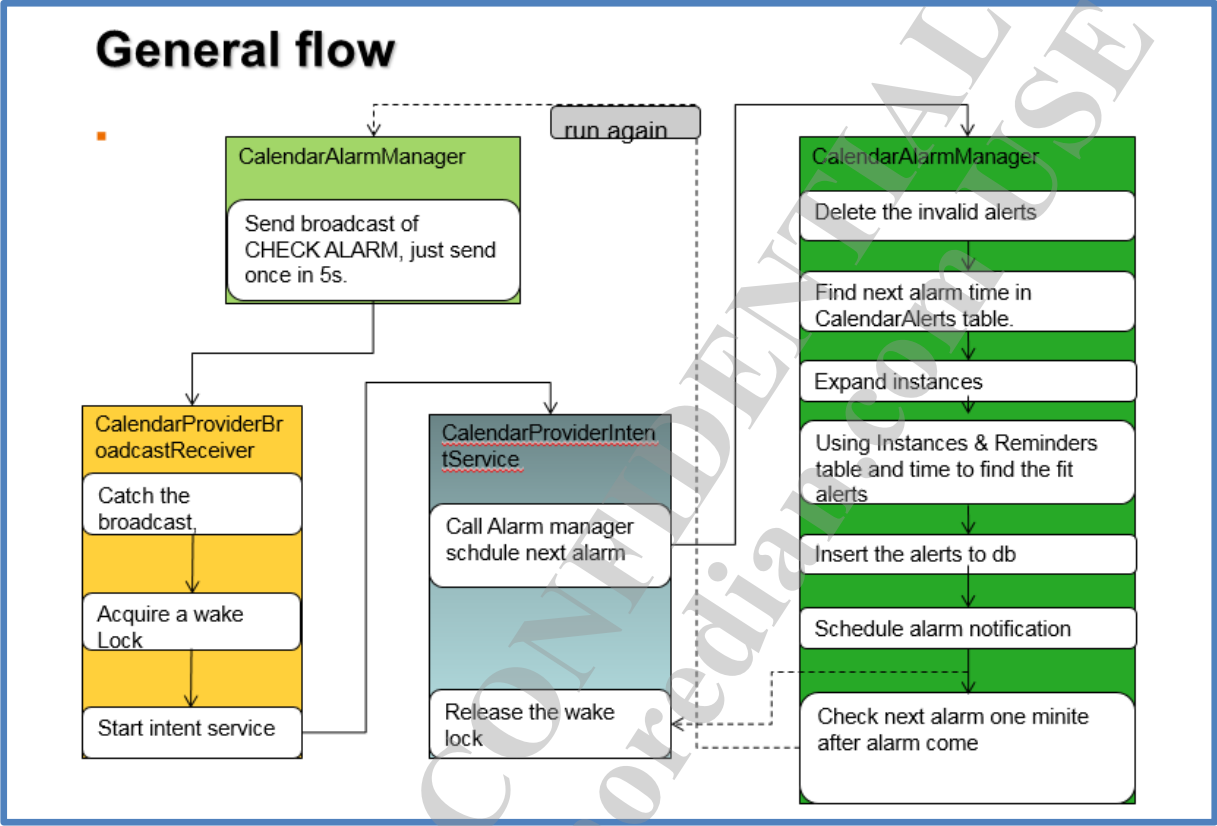 General flow
run again
CalendarAlarmManager
Send broadcast of
CHECK ALARM, just send
once in 5s.
CalendarProviderBr
oadcastReceiver
Catch the
broadcast,
Acquire a wake
Lock
Start intent service
CalendarProviderInten
tService
Call Alarm manager
schdule next alarm
Release the wake
lock
CalendarAlarmManager
Delete the invalid alerts
Find next alarm time in
CalendarAlerts table.
Expand instances
Using Instances & Reminders
table and time to find the fit
alerts
Insert the alerts to db
Schedule alarm notification
Check next alarm one minite
after alarm come
CONFIDENTIAL